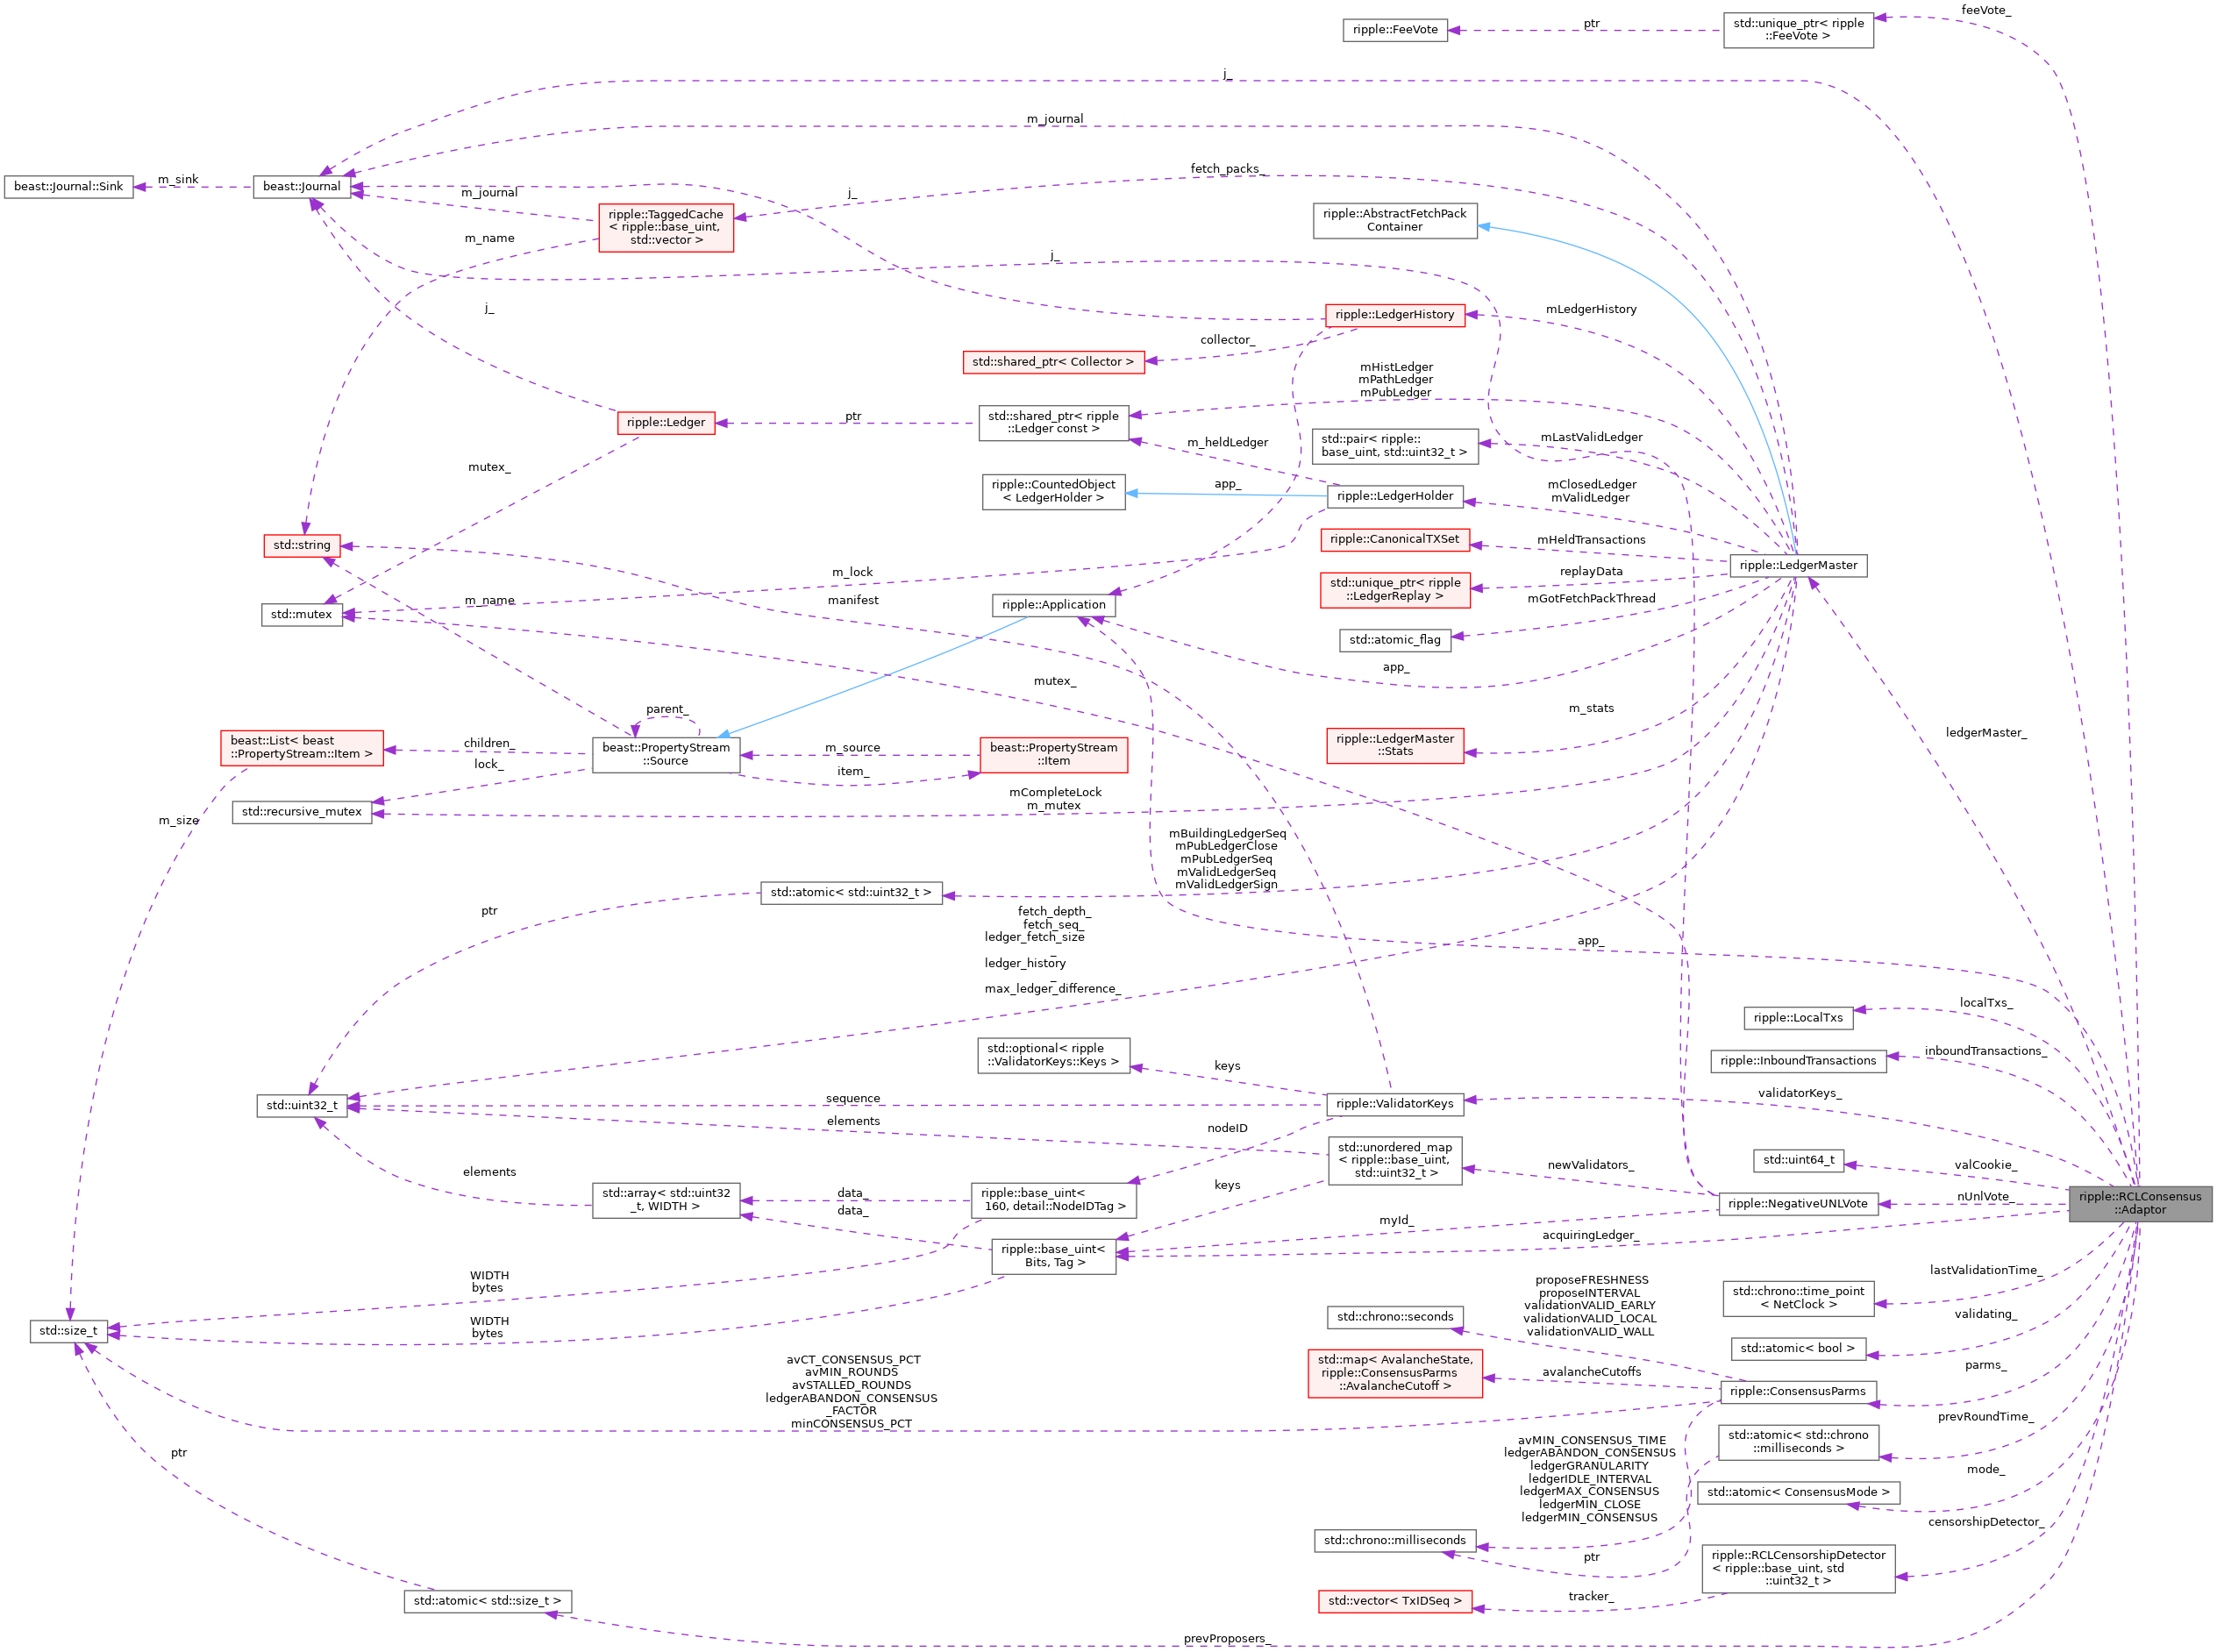 feeVote_
ripple::FeeVote
ptr
std::unique_ptr< ripple
::FeeVote >
j_
m_journal
beast::Journal::Sink
m_sink
beast::Journal
m_journal
fetch_packs_
j_
ripple::TaggedCache
< ripple::base_uint,
std::vector >
ripple::AbstractFetchPack
Container
m_name
j_
j_
ripple::LedgerHistory
mLedgerHistory
collector_
std::shared_ptr< Collector >
mHistLedger
mPathLedger
mPubLedger
ripple::Ledger
ptr
std::shared_ptr< ripple
::Ledger const >
m_heldLedger
std::pair< ripple::
base_uint, std::uint32_t >
mLastValidLedger
mutex_
ripple::CountedObject
< LedgerHolder >
app_
ripple::LedgerHolder
mClosedLedger
mValidLedger
std::string
ripple::CanonicalTXSet
mHeldTransactions
ripple::LedgerMaster
m_lock
std::unique_ptr< ripple
::LedgerReplay >
replayData
std::mutex
m_name
manifest
ripple::Application
mGotFetchPackThread
std::atomic_flag
app_
mutex_
parent_
m_stats
ledgerMaster_
beast::List< beast
::PropertyStream::Item >
children_
lock_
beast::PropertyStream
::Source
m_source
item_
beast::PropertyStream
::Item
ripple::LedgerMaster
::Stats
std::recursive_mutex
mCompleteLock
m_mutex
m_size
mBuildingLedgerSeq
mPubLedgerClose
mPubLedgerSeq
mValidLedgerSeq
mValidLedgerSign
std::atomic< std::uint32_t >
ptr
fetch_depth_
fetch_seq_
ledger_fetch_size
_
ledger_history
_
max_ledger_difference_
app_
ripple::LocalTxs
localTxs_
std::optional< ripple
::ValidatorKeys::Keys >
keys
ripple::InboundTransactions
inboundTransactions_
std::uint32_t
sequence
ripple::ValidatorKeys
validatorKeys_
elements
nodeID
std::unordered_map
< ripple::base_uint,
std::uint32_t >
newValidators_
std::uint64_t
valCookie_
elements
std::array< std::uint32
_t, WIDTH >
data_
data_
ripple::base_uint<
160, detail::NodeIDTag >
keys
ripple::NegativeUNLVote
nUnlVote_
ripple::RCLConsensus
::Adaptor
myId_
acquiringLedger_
ripple::base_uint<
Bits, Tag >
WIDTH
bytes
lastValidationTime_
std::chrono::time_point
< NetClock >
proposeFRESHNESS
proposeINTERVAL
validationVALID_EARLY
validationVALID_LOCAL
validationVALID_WALL
std::chrono::seconds
std::size_t
WIDTH
bytes
validating_
std::atomic< bool >
avCT_CONSENSUS_PCT
avMIN_ROUNDS
avSTALLED_ROUNDS
ledgerABANDON_CONSENSUS
_FACTOR
minCONSENSUS_PCT
std::map< AvalancheState,
ripple::ConsensusParms
::AvalancheCutoff >
avalancheCutoffs
ripple::ConsensusParms
parms_
prevRoundTime_
std::atomic< std::chrono
::milliseconds >
ptr
avMIN_CONSENSUS_TIME
ledgerABANDON_CONSENSUS
ledgerGRANULARITY
ledgerIDLE_INTERVAL
ledgerMAX_CONSENSUS
ledgerMIN_CLOSE
ledgerMIN_CONSENSUS
mode_
std::atomic< ConsensusMode >
censorshipDetector_
std::chrono::milliseconds
ptr
ripple::RCLCensorshipDetector
< ripple::base_uint, std
::uint32_t >
std::atomic< std::size_t >
std::vector< TxIDSeq >
tracker_
prevProposers_